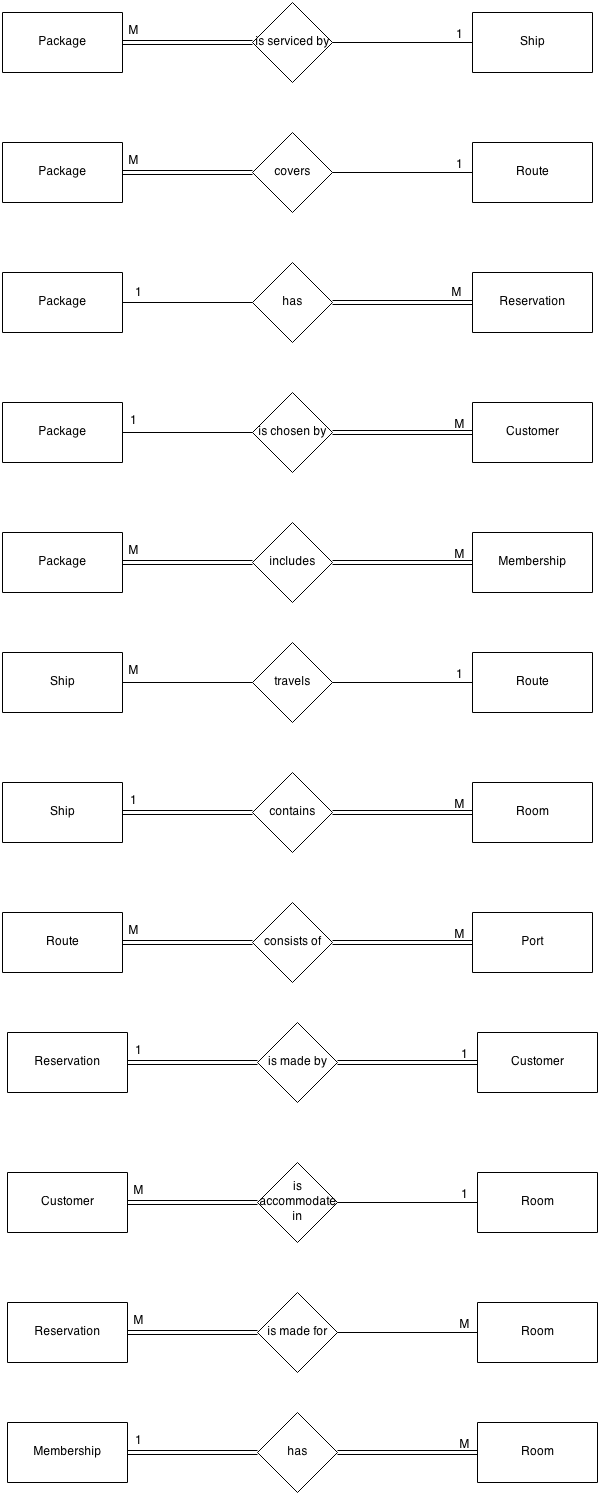 Package M is serviced by 1 Ship
Package M covers 1 Route
Package 1 has M Reservation
Package 1 is chosen by M Customer
Package M includes M Membership
Ship M travels 1 Route
Ship 1 contains M Room
Route M consists of M Port
Reservation 1 is made by 1 Customer
Customer M is
accommodate 1 Room
in
Reservation M is made for M Room
Membership 1 has M Room